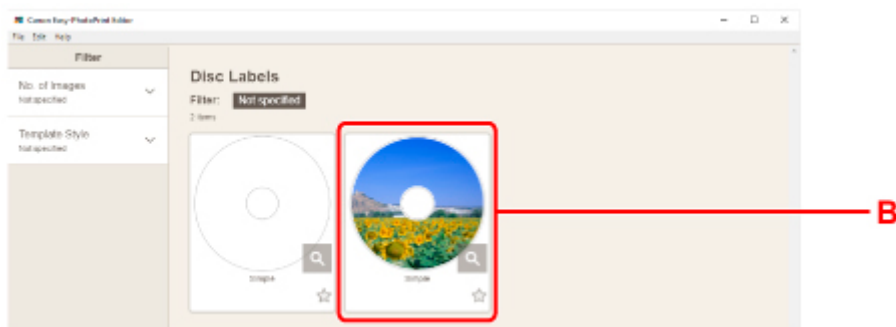 Canon Easy-PhotoPrint Editor
File Edit Help
Filter
No. of Images
Not specified
Template Style
Not specified
Disc Labels
Filter: Not specified
2 items
Simple
Simple
B